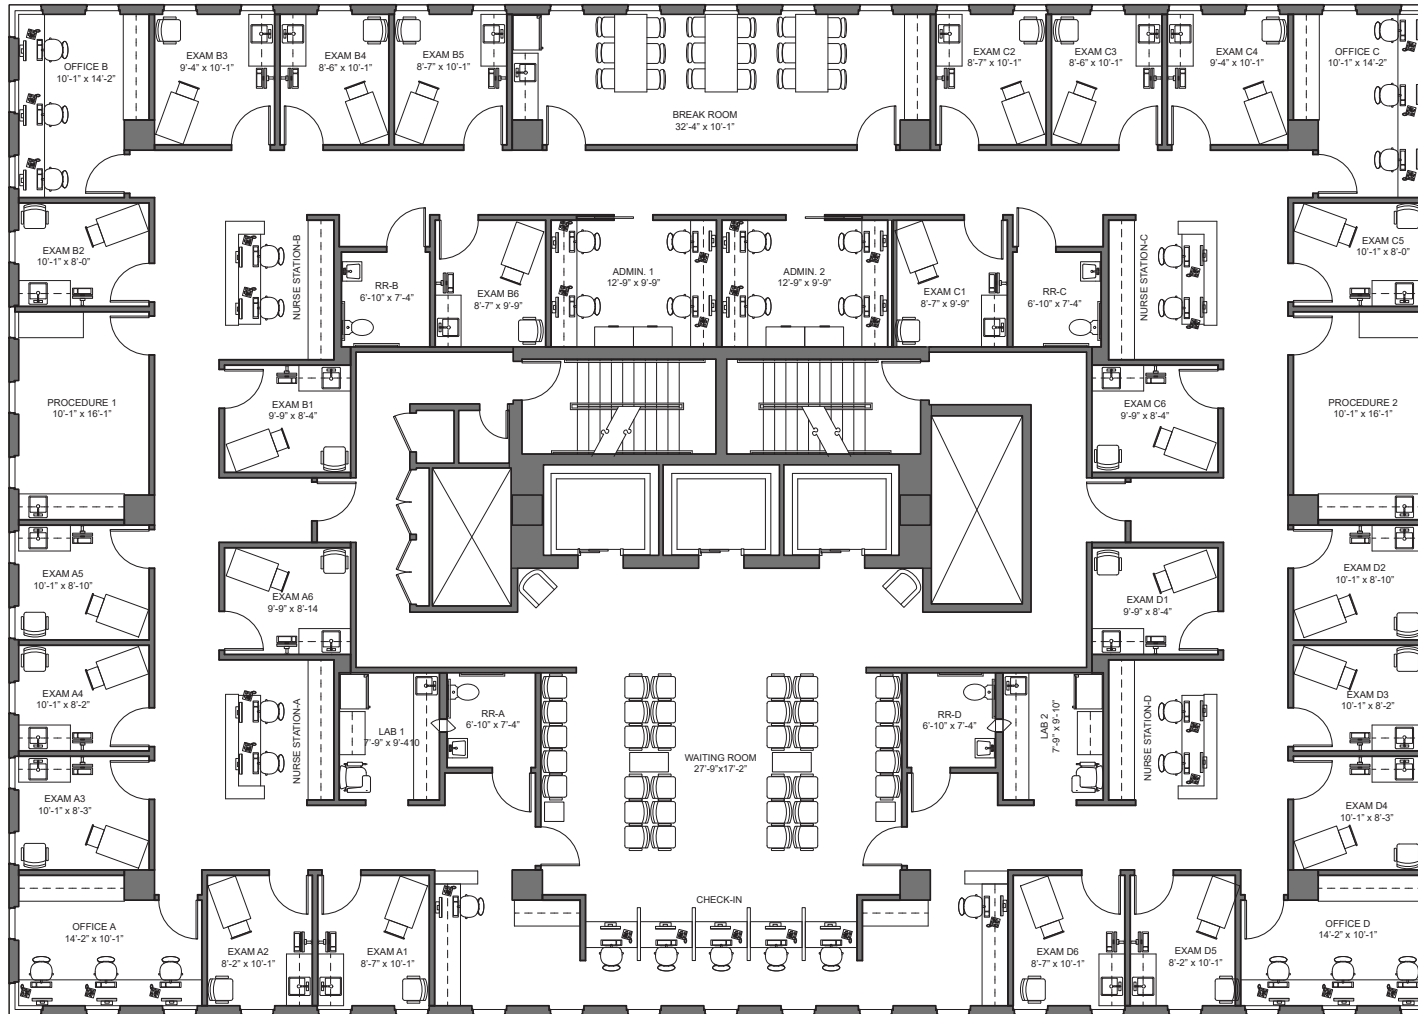 OFFICE B
10'-1" x 14'-2"
EXAM B3
9'-4" x 10'-1"
EXAM B4
8'-6" x 10'-1"
EXAM B5
8'-7" x 10'-1"
BREAK ROOM
32'-4" x 10'-1"
EXAM C2
8'-7" x 10'-1"
EXAM C3
8'-6" x 10'-1"
EXAM C4
9'-4" x 10'-1"
OFFICE C
10'-1" x 14'-2"
EXAM B2
10'-1" x 8'-0"
NURSE STATION-B
RR-B
6'-10" x 7'-4"
EXAM B6
8'-7" x 9'-9"
ADMIN. 1
12'-9" x 9'-9"
ADMIN. 2
12'-9" x 9'-9"
EXAM C1
8'-7" x 9'-9"
RR-C
6'-10" x 7'-4"
NURSE STATION-C
EXAM C5
10'-1" x 8'-0"
PROCEDURE 1
10'-1" x 16'-1"
EXAM B1
9'-9" x 8'-4"
EXAM C6
9'-9" x 8'-4"
PROCEDURE 2
10'-1" x 16'-1"
EXAM A5
10'-1" x 8'-10"
EXAM A6
9'-9" x 8'-14
EXAM D1
9'-9" x 8'-4"
EXAM D2
10'-1" x 8'-10"
EXAM A4
10'-1" x 8'-2"
NURSE STATION-A
LAB 1
7'-9" x 9'-410
RR-A
6'-10" x 7'-4"
WAITING ROOM
27'-9"x17'-2"
RR-D
6'-10" x 7'-4"
LAB 2
7'-9" x 9'-10"
NURSE STATION-D
EXAM D3
10'-1" x 8'-2"
EXAM A3
10'-1" x 8'-3"
EXAM D4
10'-1" x 8'-3"
CHECK-IN
OFFICE A
14'-2" x 10'-1"
EXAM A2
8'-2" x 10'-1"
EXAM A1
8'-7" x 10'-1"
EXAM D6
8'-7" x 10'-1"
EXAM D5
8'-2" x 10'-1"
OFFICE D
14'-2" x 10'-1"